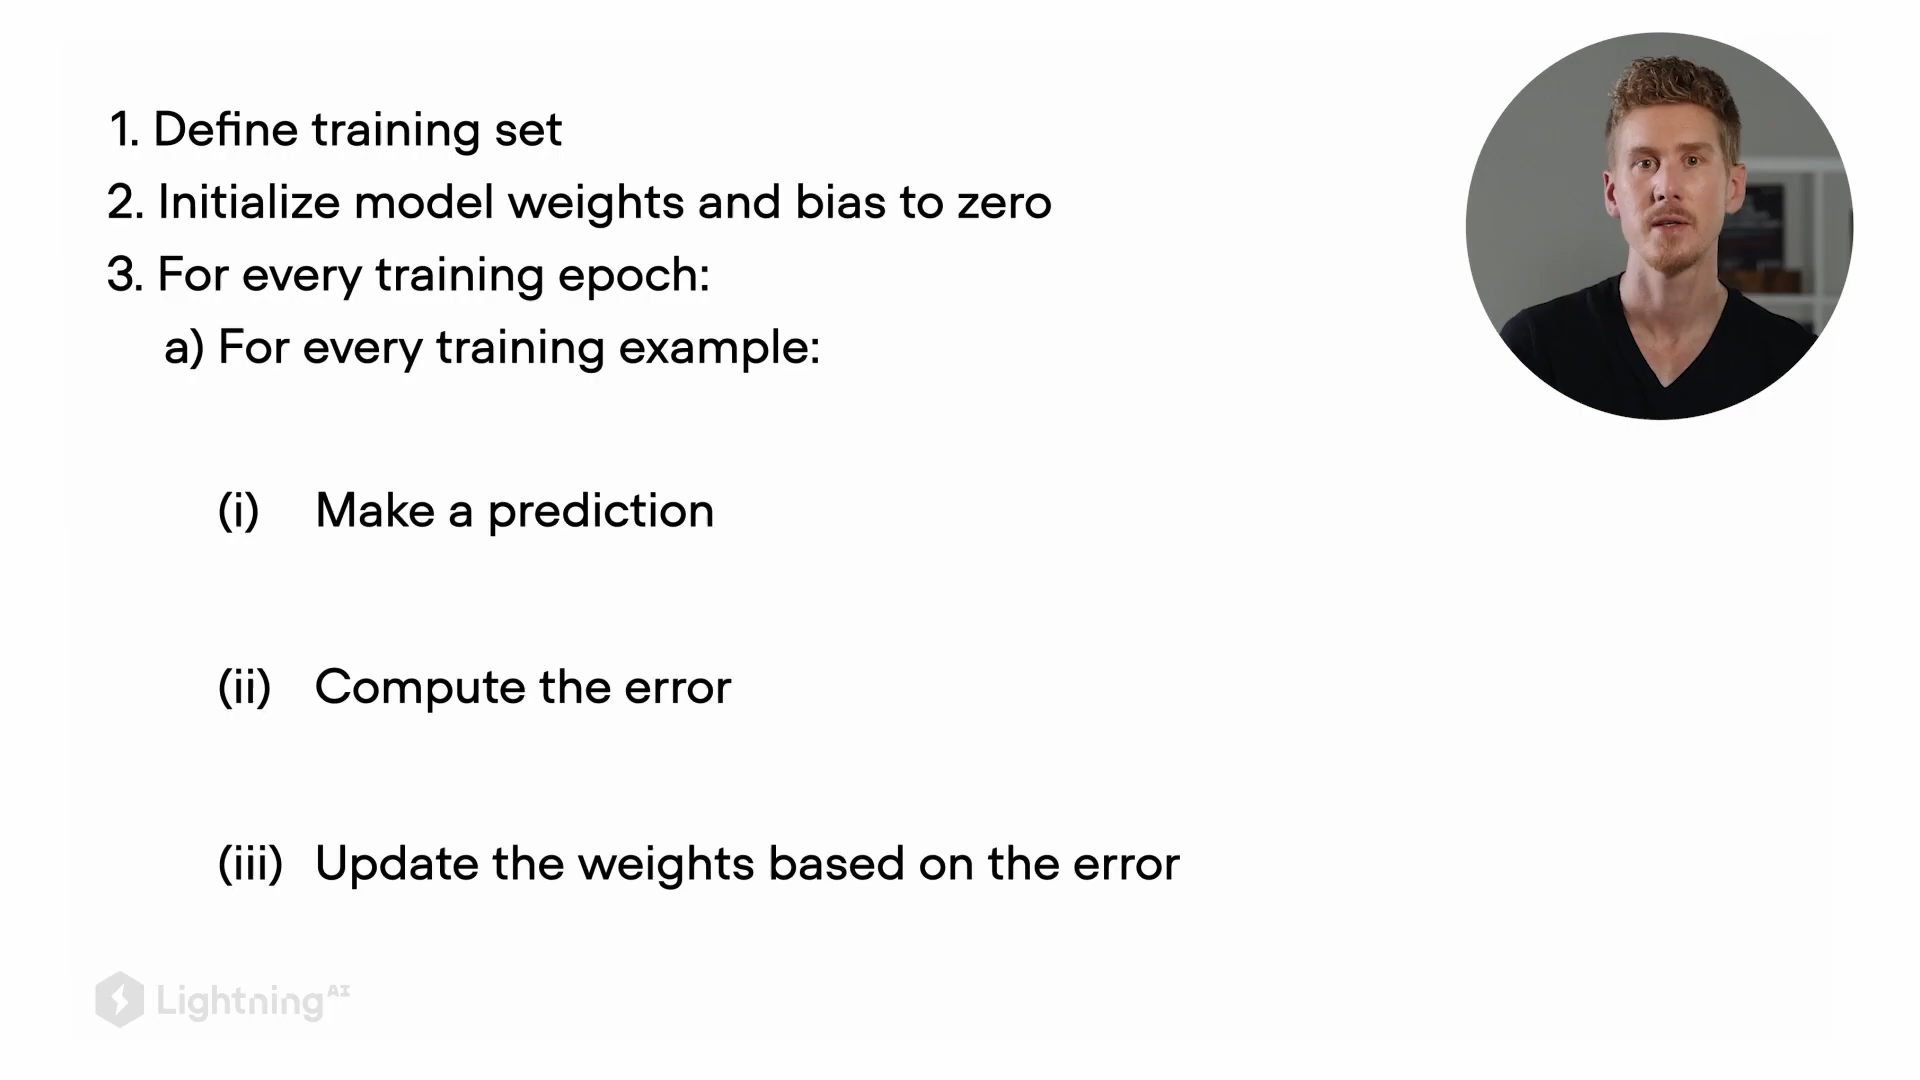 1. Define training set
2. Initialize model weights and bias to zero
3. For every training epoch:
a) For every training example:
(i) Make a prediction
(ii) Compute the error
(iii) Update the weights based on the error
Lightning AI